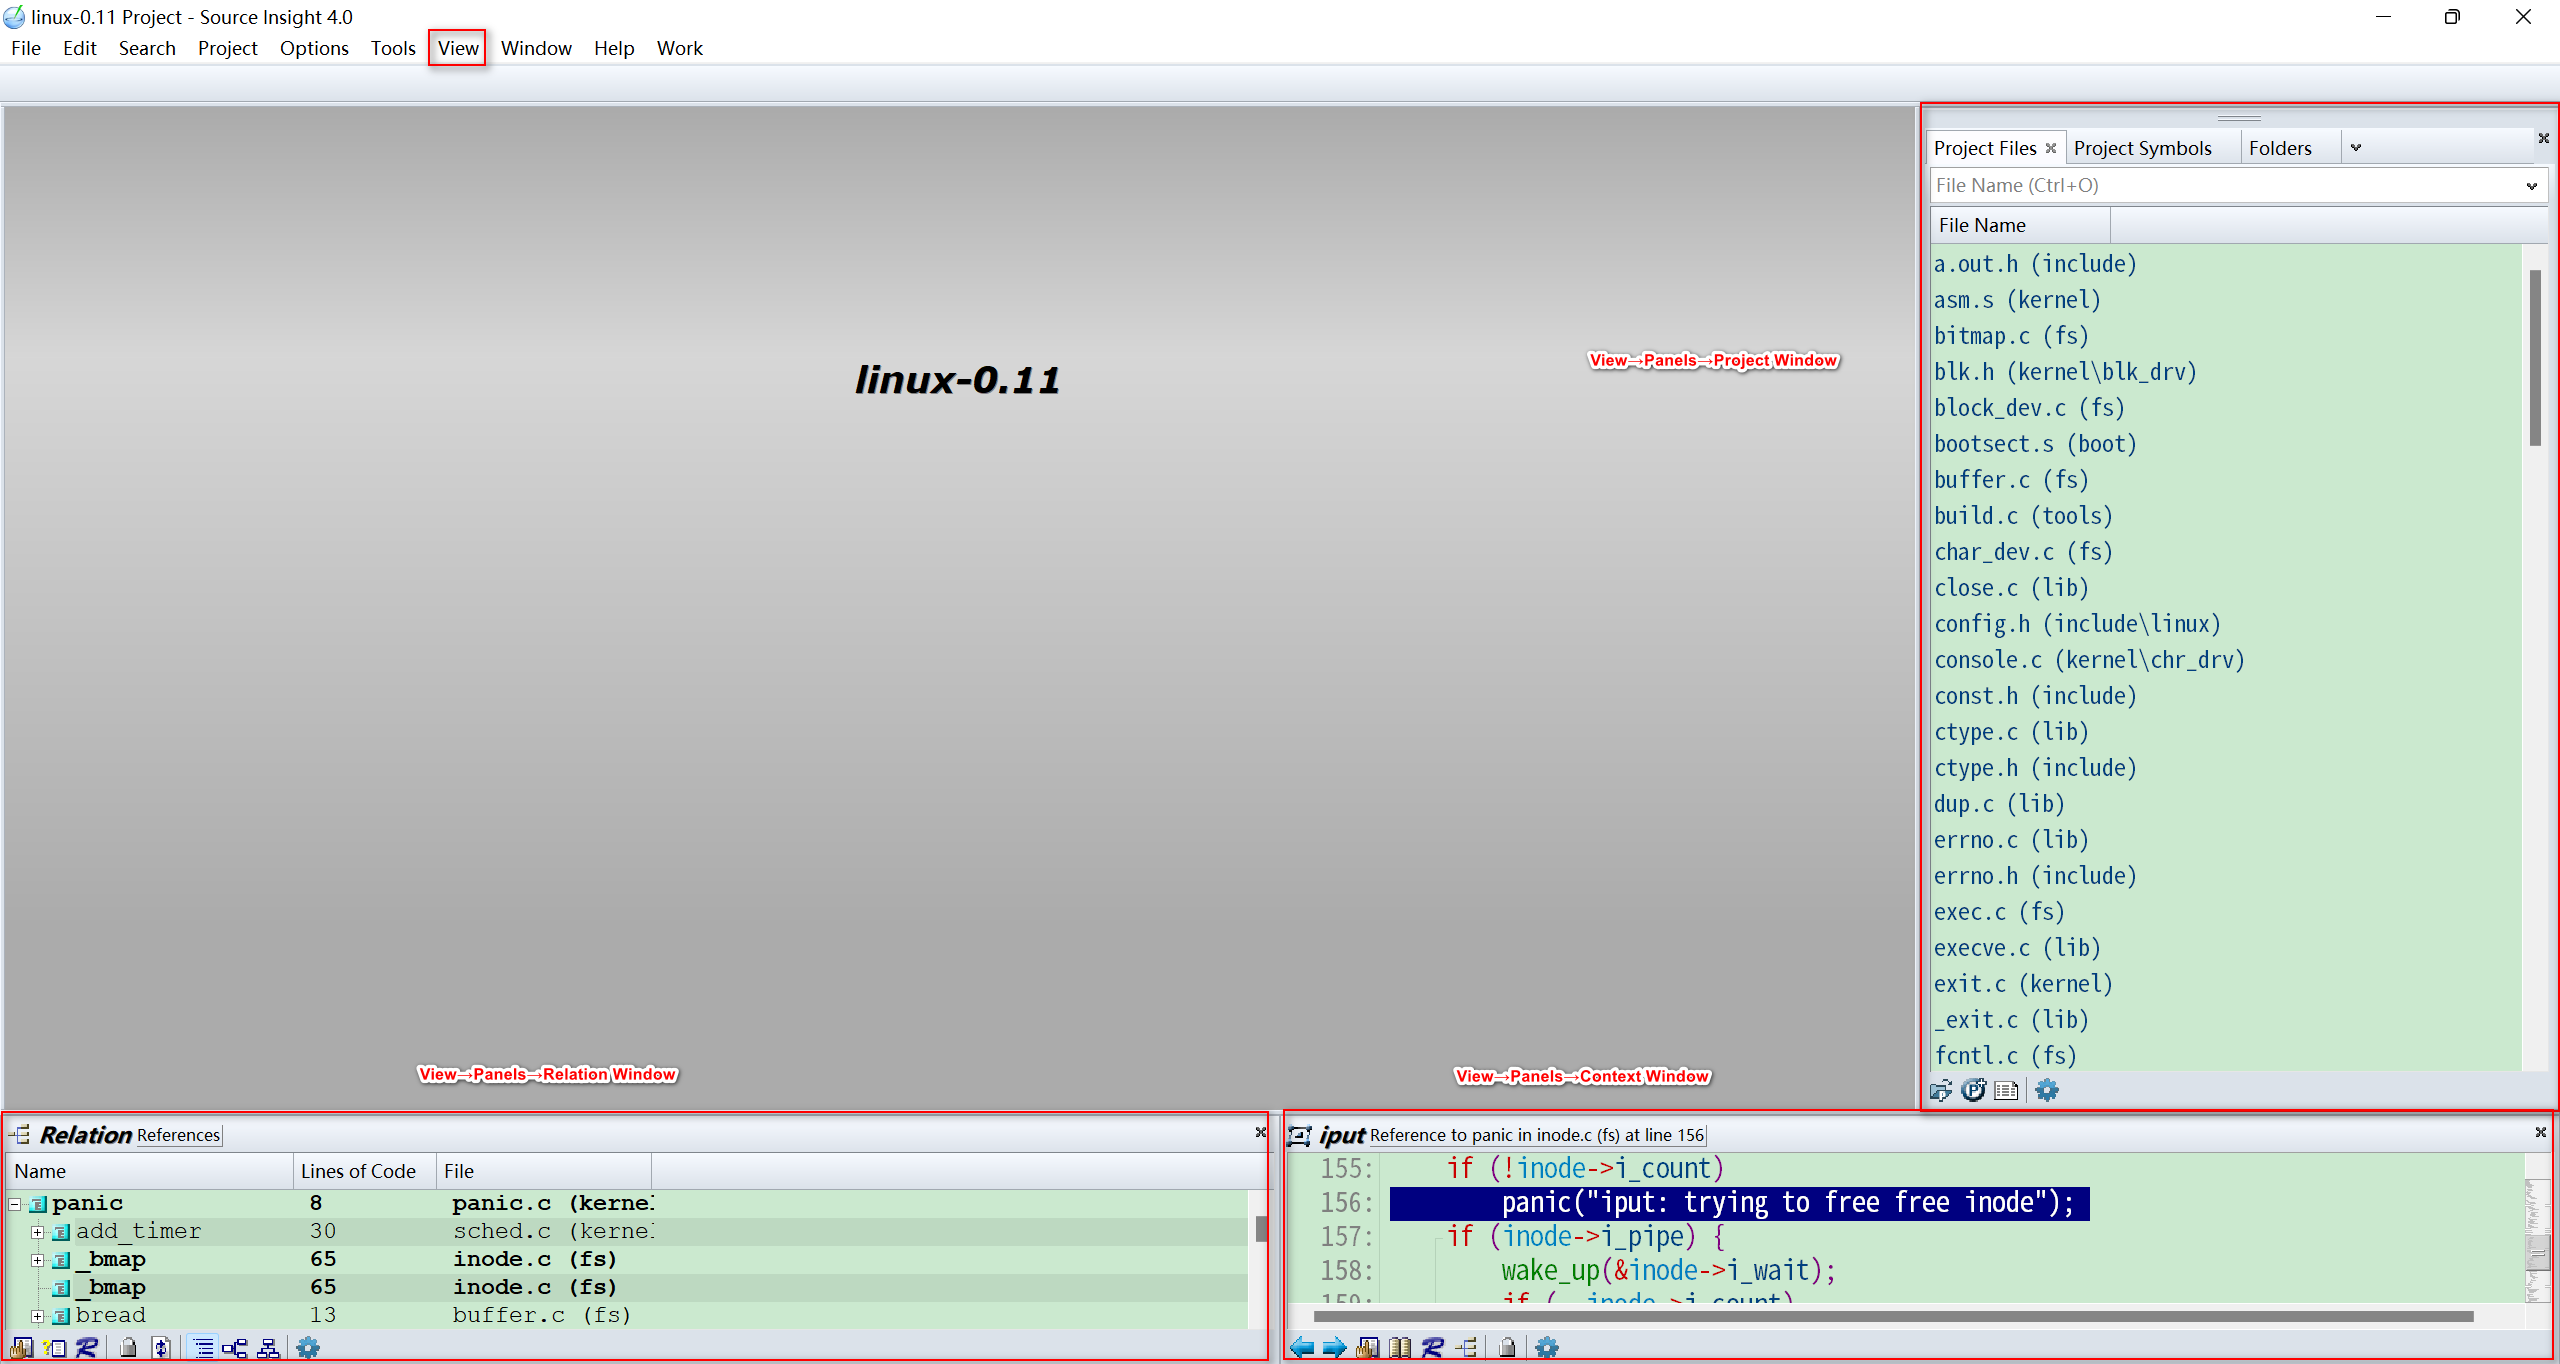 linux-0.11 Project - Source Insight 4.0
File Edit Search Project Options Tools View Window Help Work
linux-0.11
View→Panels→Project Window
View→Panels→Relation Window
View→Panels→Context Window
Project Files Project Symbols Folders
File Name (Ctrl+O)
File Name
a.out.h (include)
asm.s (kernel)
bitmap.c (fs)
blk.h (kernel\blk_drv)
block_dev.c (fs)
bootsect.s (boot)
buffer.c (fs)
build.c (tools)
char_dev.c (fs)
close.c (lib)
config.h (include\linux)
console.c (kernel\chr_drv)
const.h (include)
ctype.c (lib)
ctype.h (include)
dup.c (lib)
errno.c (lib)
errno.h (include)
exec.c (fs)
execve.c (lib)
exit.c (kernel)
_exit.c (lib)
fcntl.c (fs)
Relation References
Name Lines of Code File
panic 8 panic.c (kernel
add_timer 30 sched.c (kernel
_bmap 65 inode.c (fs)
_bmap 65 inode.c (fs)
bread 13 buffer.c (fs)
iput Reference to panic in inode.c (fs) at line 156
155: if (!inode->i_count)
156: panic("iput: trying to free free inode");
157: if (inode->i_pipe) {
158: wake_up(&inode->i_wait);
159: if (--inode->i_count)